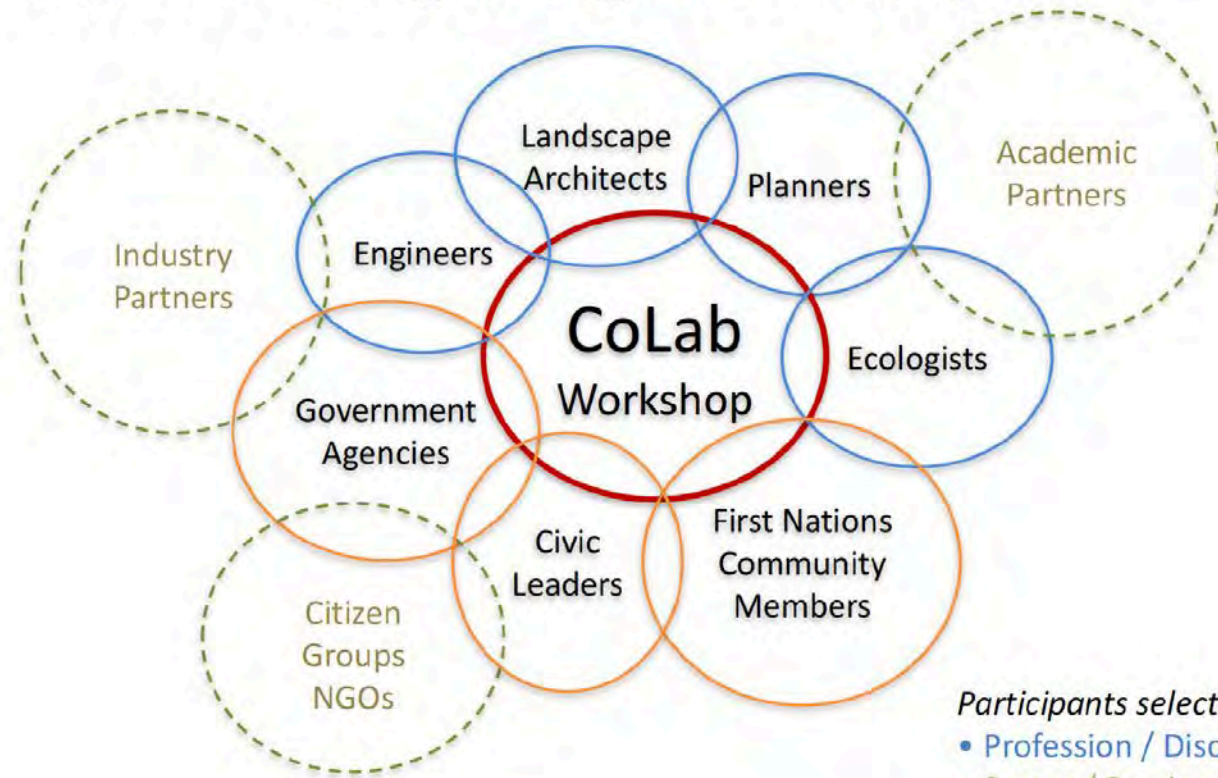 Landscape
Architects
Planners
Academic
Partners
Industry
Partners
Engineers
CoLab
Workshop
Ecologists
Government
Agencies
First Nations
Community
Members
Civic
Leaders
Citizen
Groups
NGOs
Participants select
• Profession / Disc